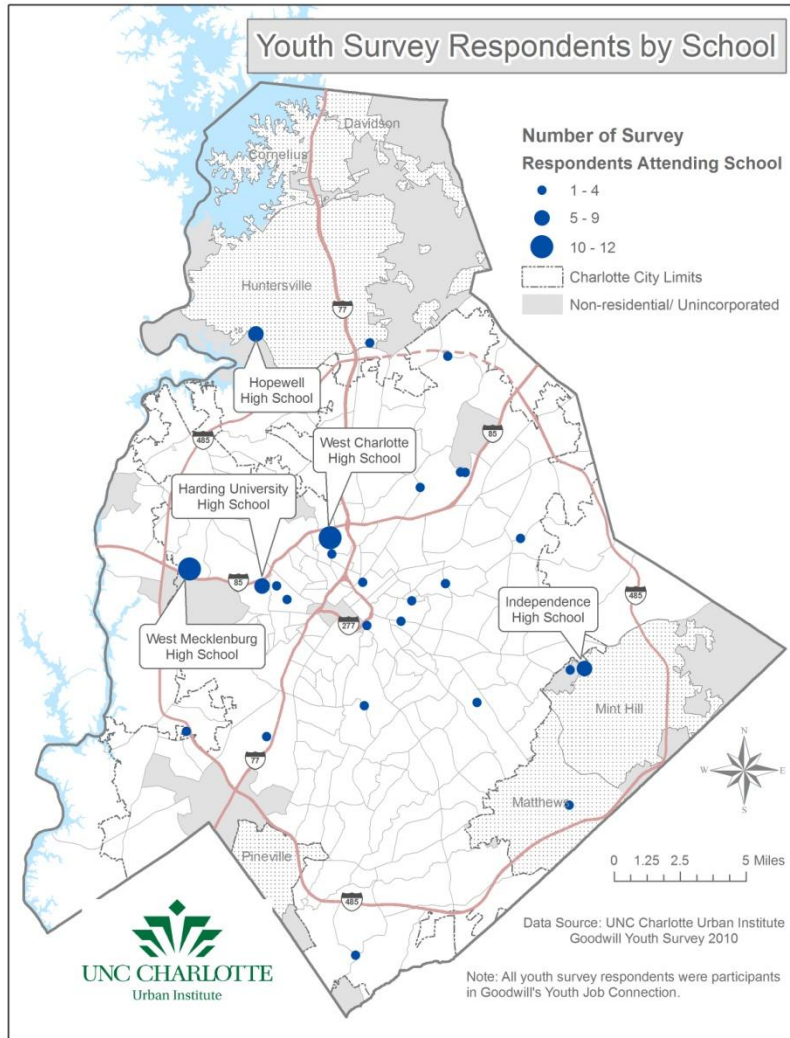 Youth Survey Respondents by School
Davidson
Cornelius
Number of Survey
Respondents Attending School
1 - 4
5 - 9
10 - 12
Charlotte City Limits
Non-residential/ Unincorporated
Huntersville
77
Hopewell
High School
485
West Charlotte
High School
85
Harding University
High School
85
Independence
High School
485
277
West Mecklenburg
High School
Mint Hill
77
N
W
E
S
Matthews
Pineville
0 1.25 2.5 5 Miles
485
Data Source: UNC Charlotte Urban Institute
Goodwill Youth Survey 2010
UNC CHARLOTTE
Urban Institute
Note: All youth survey respondents were participants
in Goodwill's Youth Job Connection.